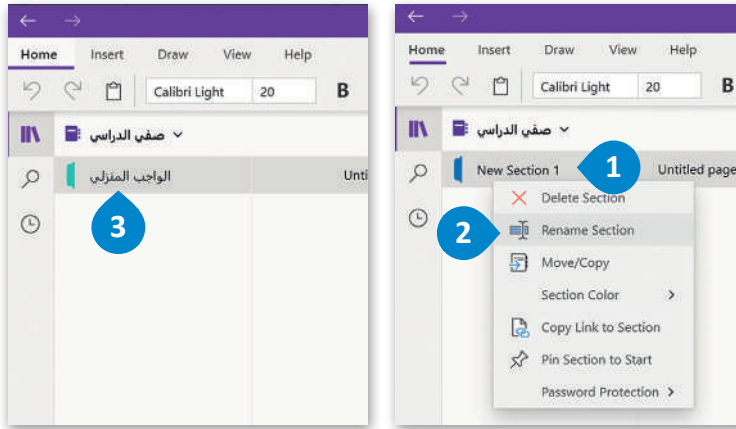 Home Insert Draw View Help
Calibri Light 20 B
صفي الدراسي
الواجب المنزلي
Unti
3
Home Insert Draw View Help
Calibri Light 20 B
صفي الدراسي
New Section 1
1
Untitled page
Delete Section
2
Rename Section
Move/Copy
Section Color >
Copy Link to Section
Pin Section to Start
Password Protection >